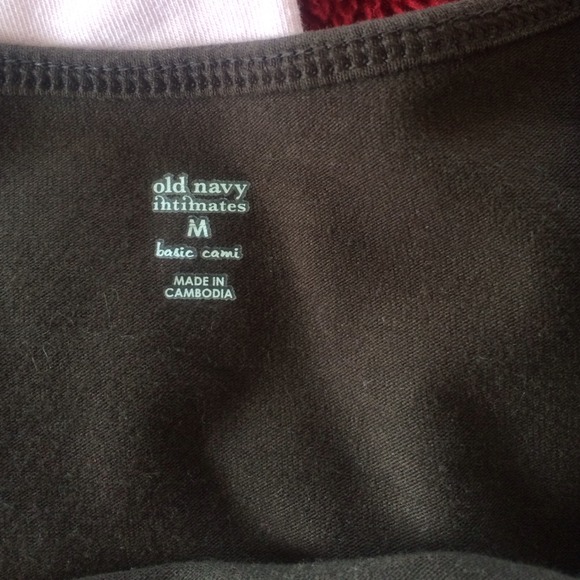 old navy
intimates
M
basic cami
MADE IN
CAMBODIA